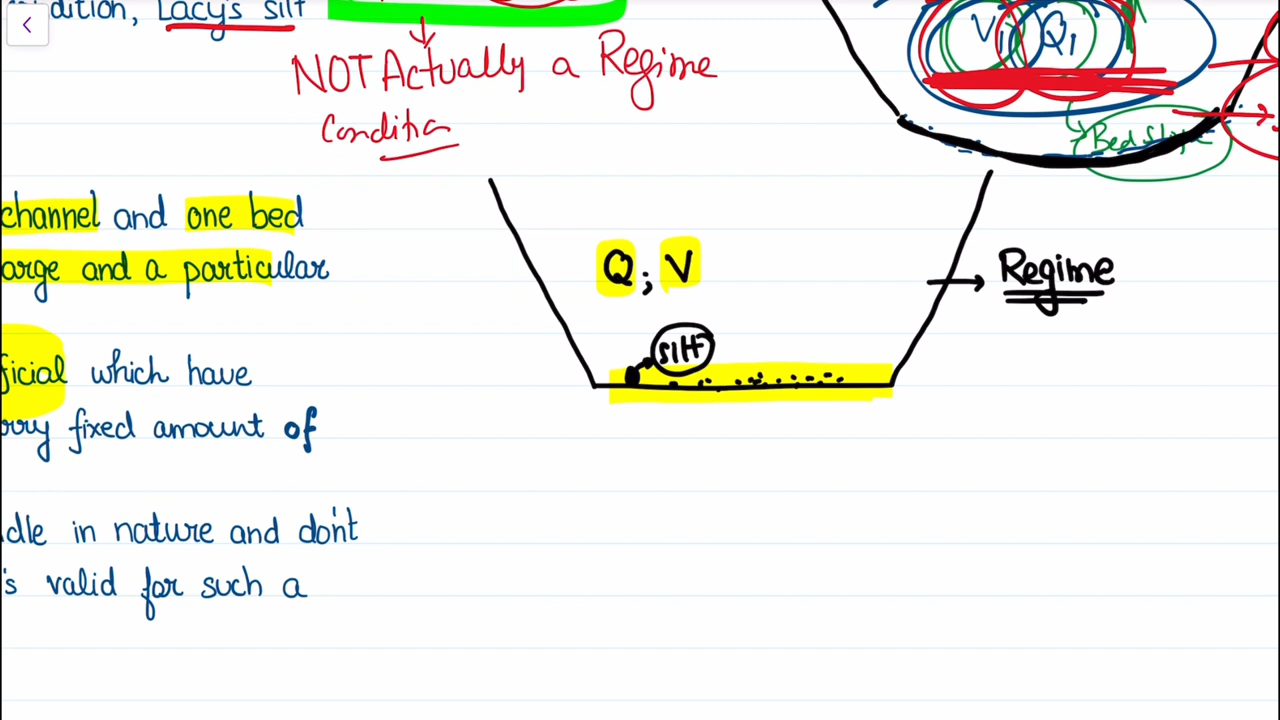 dition, Lacy's silt
NOT Actually a Regime
Condition
V1 Q1
Bed Slope
channel and one bed
arge and a particular
ficial which have
rry fixed amount of
dle in nature and don't
's valid for such a
Q ; V
silt
Regime